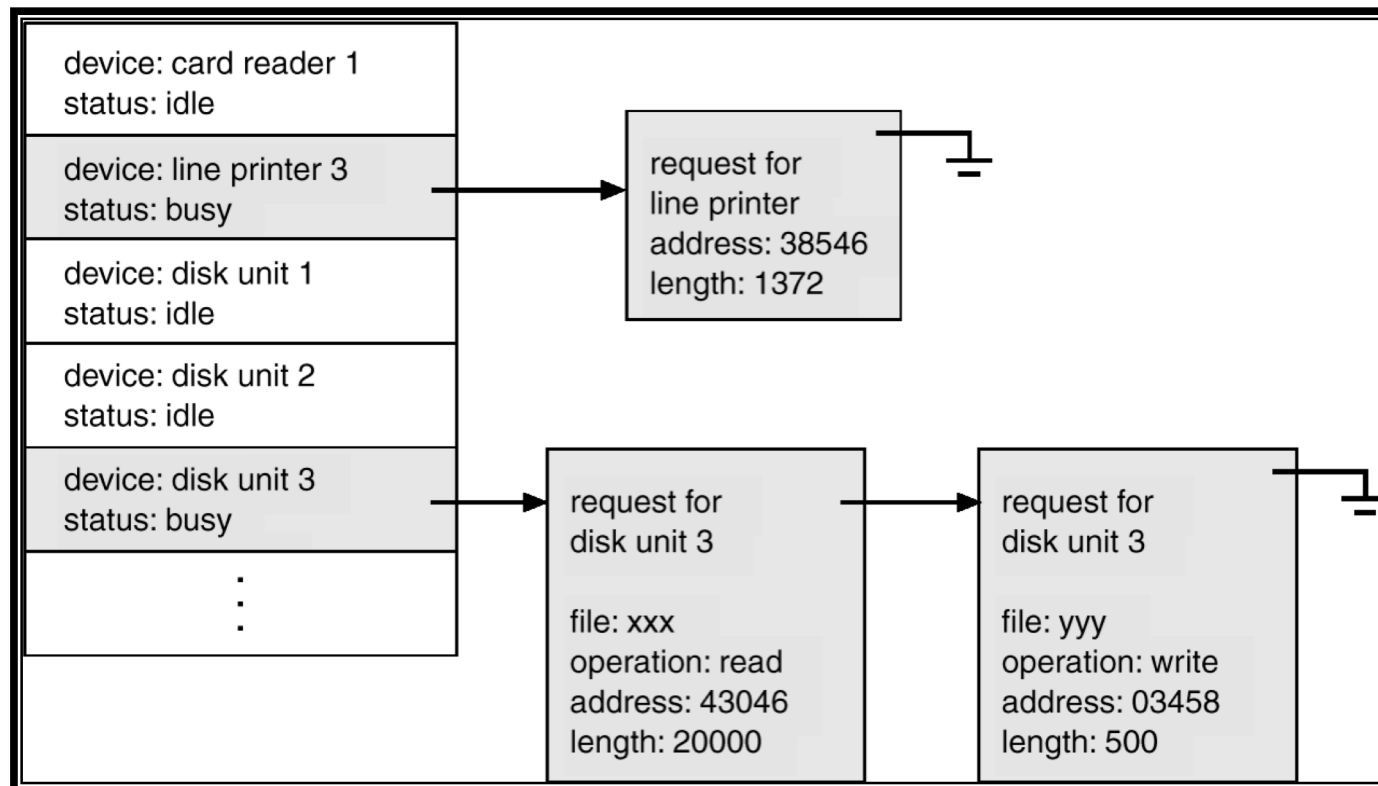 device: card reader 1
status: idle
device: line printer 3
status: busy
device: disk unit 1
status: idle
device: disk unit 2
status: idle
device: disk unit 3
status: busy
request for
line printer
address: 38546
length: 1372
request for
disk unit 3
file: xxx
operation: read
address: 43046
length: 20000
request for
disk unit 3
file: yyy
operation: write
address: 03458
length: 500